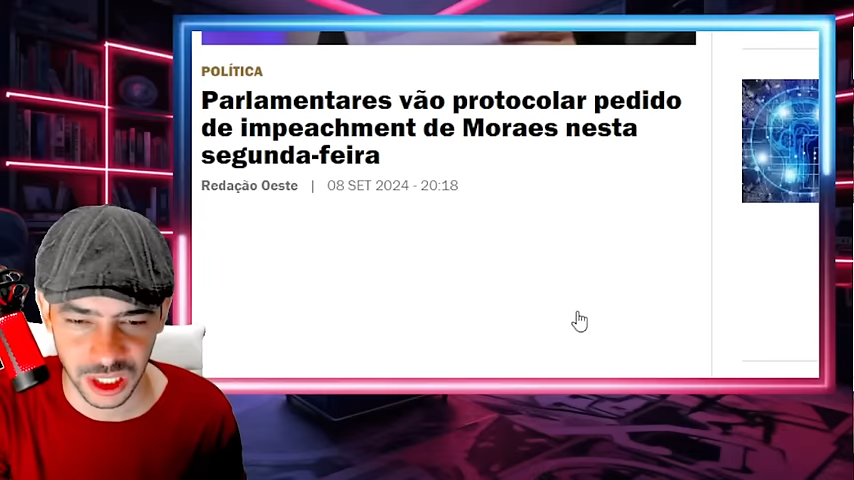 POLÍTICA
Parlamentares vão protocolar pedido
de impeachment de Moraes nesta
segunda-feira
Redação Oeste | 08 SET 2024 - 20:18